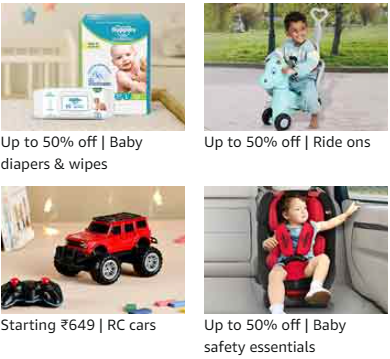 Up to 50% off | Baby
diapers & wipes
Up to 50% off | Ride ons
Starting ₹649 | RC cars
Up to 50% off | Baby
safety essentials